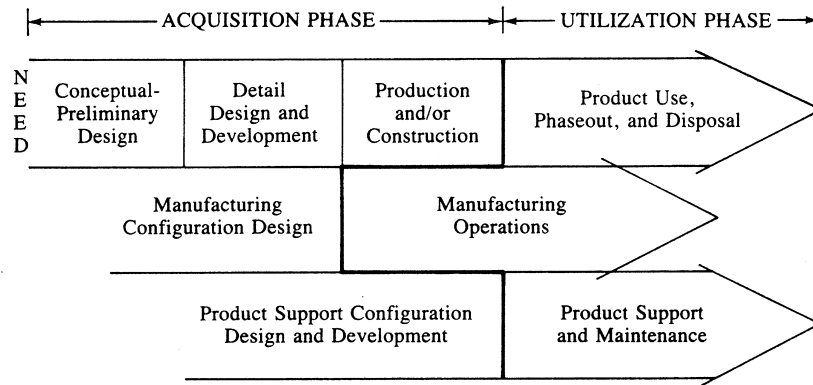 ACQUISITION PHASE
UTILIZATION PHASE
NEED
Conceptual-
Preliminary
Design
Detail
Design and
Development
Production
and/or
Construction
Product Use,
Phaseout, and Disposal
Manufacturing
Configuration Design
Manufacturing
Operations
Product Support Configuration
Design and Development
Product Support
and Maintenance